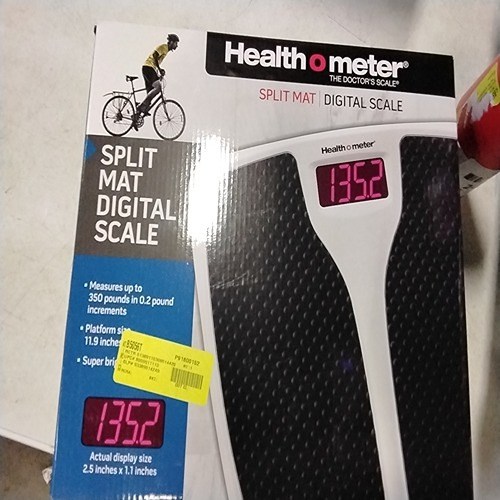 Health o meter®
THE DOCTOR'S SCALE®
SPLIT MAT | DIGITAL SCALE
Health o meter®
135.2
SPLIT
MAT
DIGITAL
SCALE
• Measures up to
350 pounds in 0.2 pound
increments
• Platform
11.9 inches
• Super
135.2
Actual display size
2.5 inches x 1.1 inches